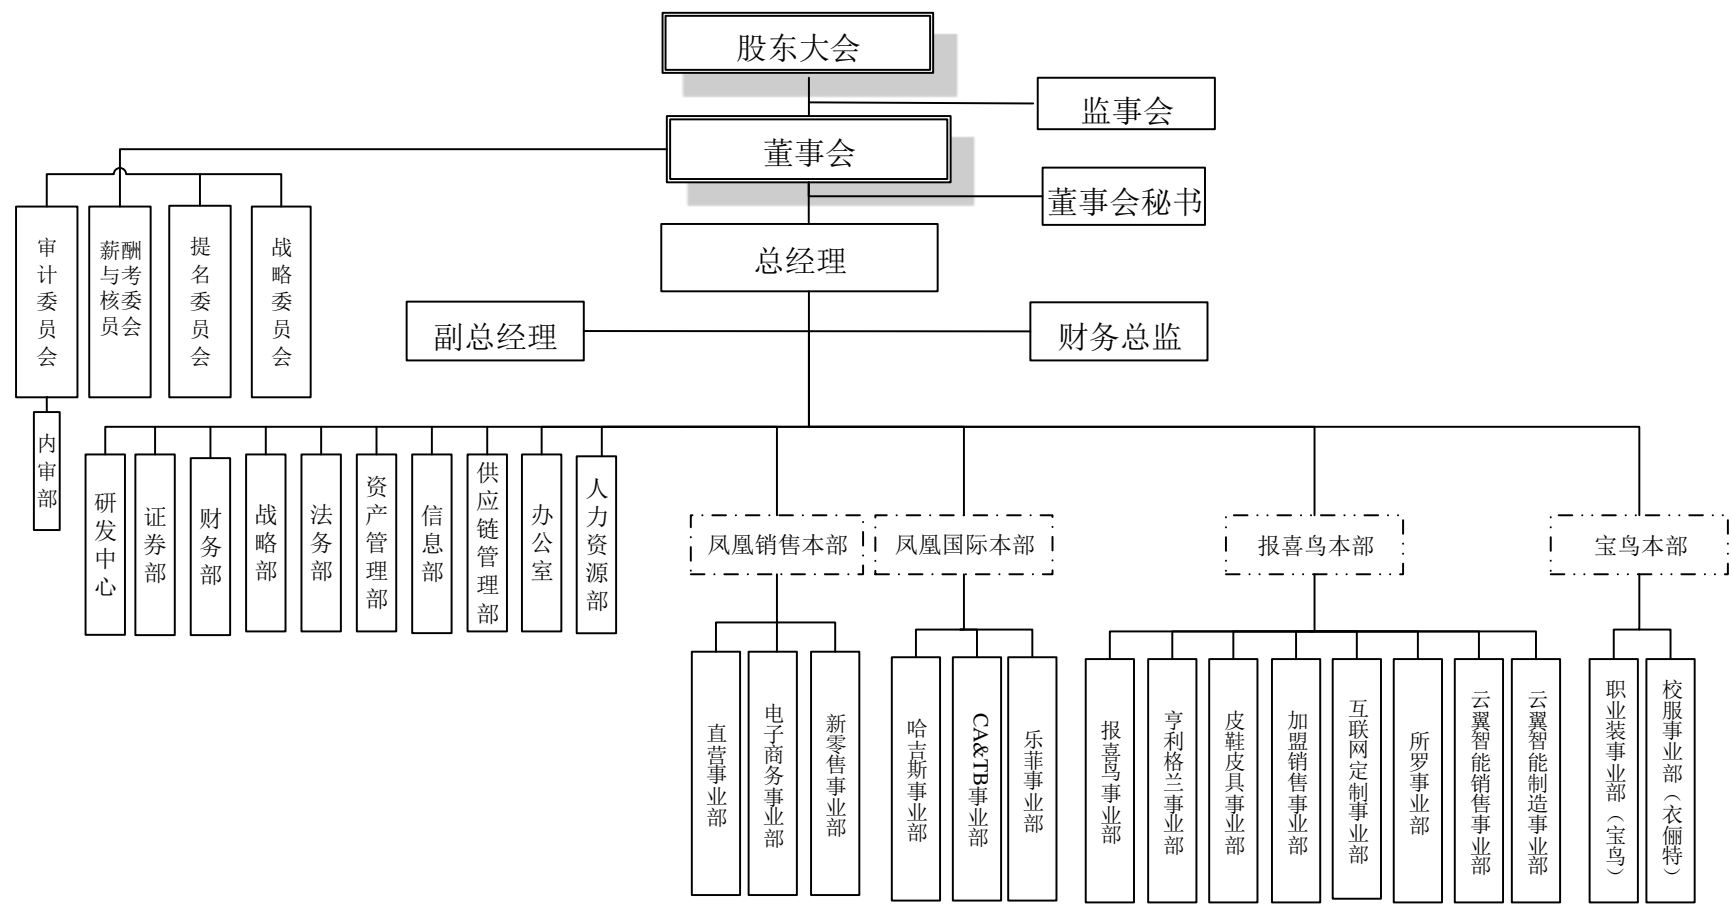 股东大会
监事会
董事会
董事会秘书
总经理
副总经理
财务总监
审计委员会
薪酬与考核委员会
提名委员会
战略委员会
内审部
研发中心
证券部
财务部
战略部
法务部
资产管理部
信息部
供应链管理部
办公室
人力资源部
凤凰销售本部
凤凰国际本部
报喜鸟本部
宝鸟本部
直营事业部
电子商务事业部
新零售事业部
哈吉斯事业部
CA&TB事业部
乐菲事业部
报喜鸟事业部
亨利格兰事业部
皮鞋皮具事业部
加盟销售事业部
互联网定制事业部
所罗事业部
云翼智能销售事业部
云翼智能制造事业部
职业装事业部（宝鸟）
校服事业部（衣俪特）